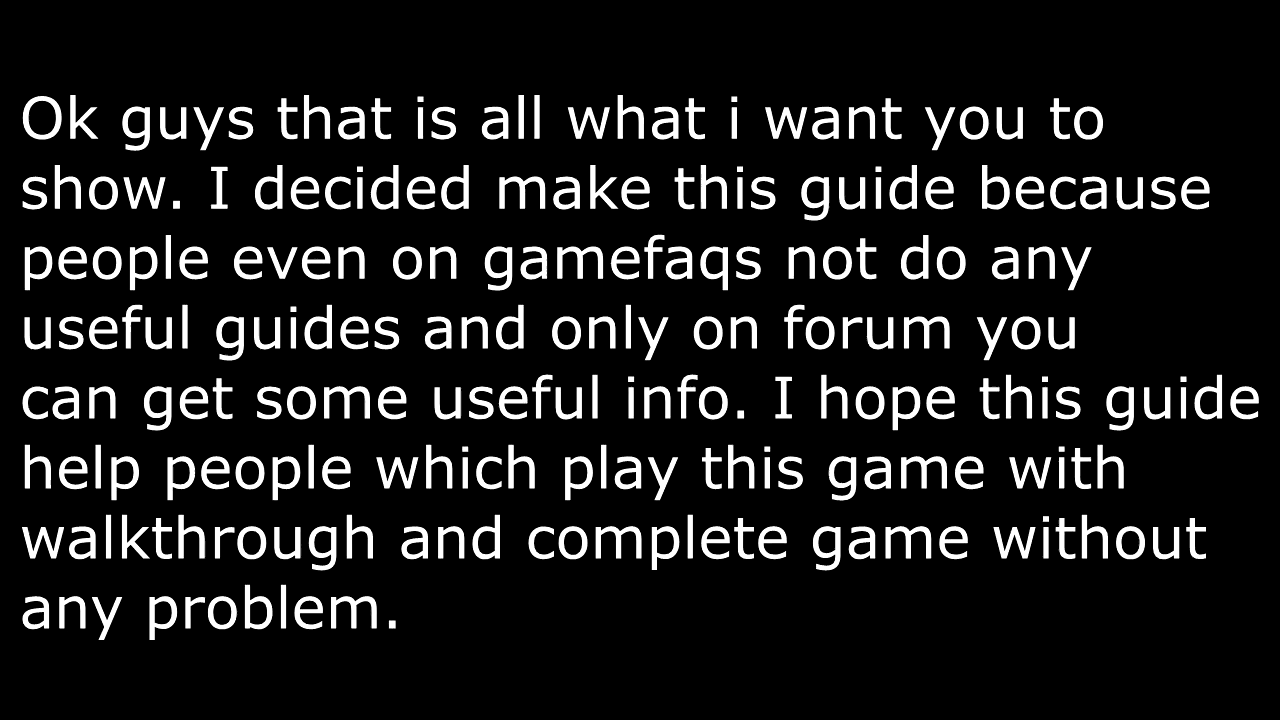 Ok guys that is all what i want you to
show. I decided make this guide because
people even on gamefaqs not do any
useful guides and only on forum you
can get some useful info. I hope this guide
help people which play this game with
walkthrough and complete game without
any problem.